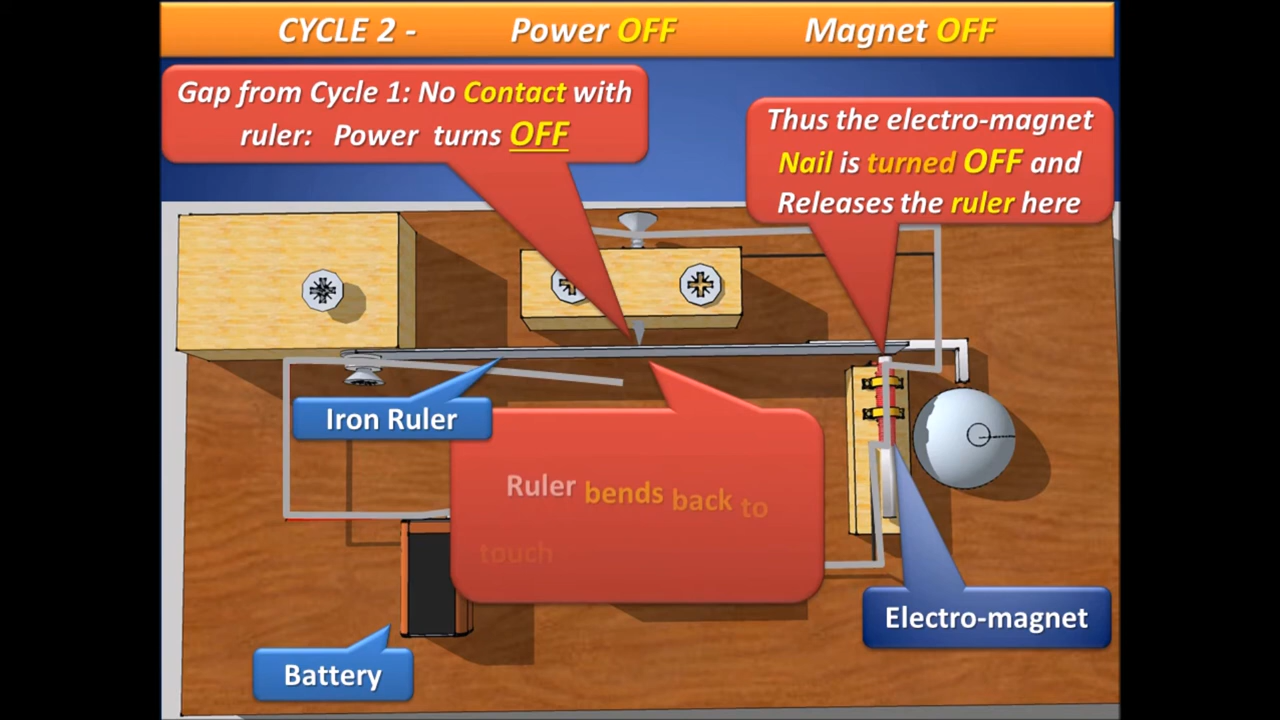 CYCLE 2 - Power OFF Magnet OFF
Gap from Cycle 1: No Contact with
ruler: Power turns OFF
Thus the electro-magnet
Nail is turned OFF and
Releases the ruler here
Iron Ruler
Ruler bends back to
touch
Electro-magnet
Battery